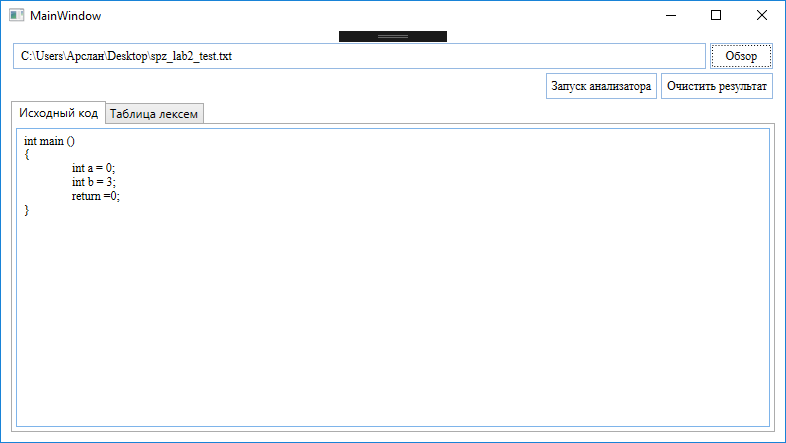 MainWindow
C:\Users\Арслан\Desktop\spz_lab2_test.txt
Обзор
Запуск анализатора
Очистить результат
Исходный код
Таблица лексем
int main ()
{
int a = 0;
int b = 3;
return =0;
}